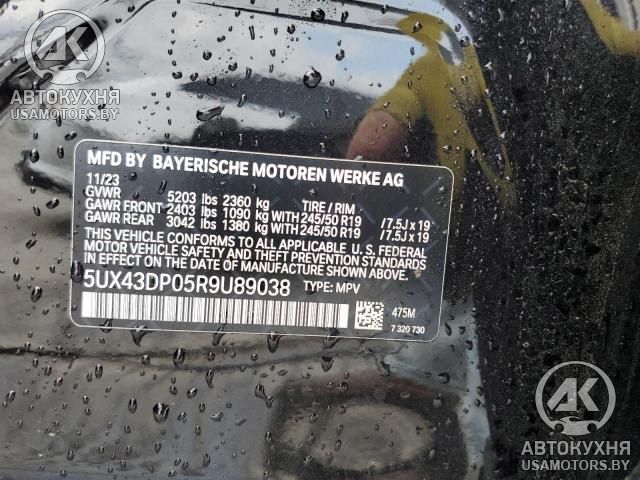 AK
АВТОКУХНЯ
USAMOTORS.BY
MFD BY BAYERISCHE MOTOREN WERKE AG
11/23
GVWR 5203 lbs 2360 kg TIRE / RIM
GAWR FRONT 2403 lbs 1090 kg WITH 245/50 R19 / 7.5J x 19
GAWR REAR 3042 lbs 1380 kg WITH 245/50 R19 / 7.5J x 19
THIS VEHICLE CONFORMS TO ALL APPLICABLE U. S. FEDERAL
MOTOR VEHICLE SAFETY AND THEFT PREVENTION STANDARDS
IN EFFECT ON THE DATE OF MANUFACTURE SHOWN ABOVE.
5UX43DP05R9U89038 TYPE: MPV
475M
7 320 730
AK
АВТОКУХНЯ
USAMOTORS.BY